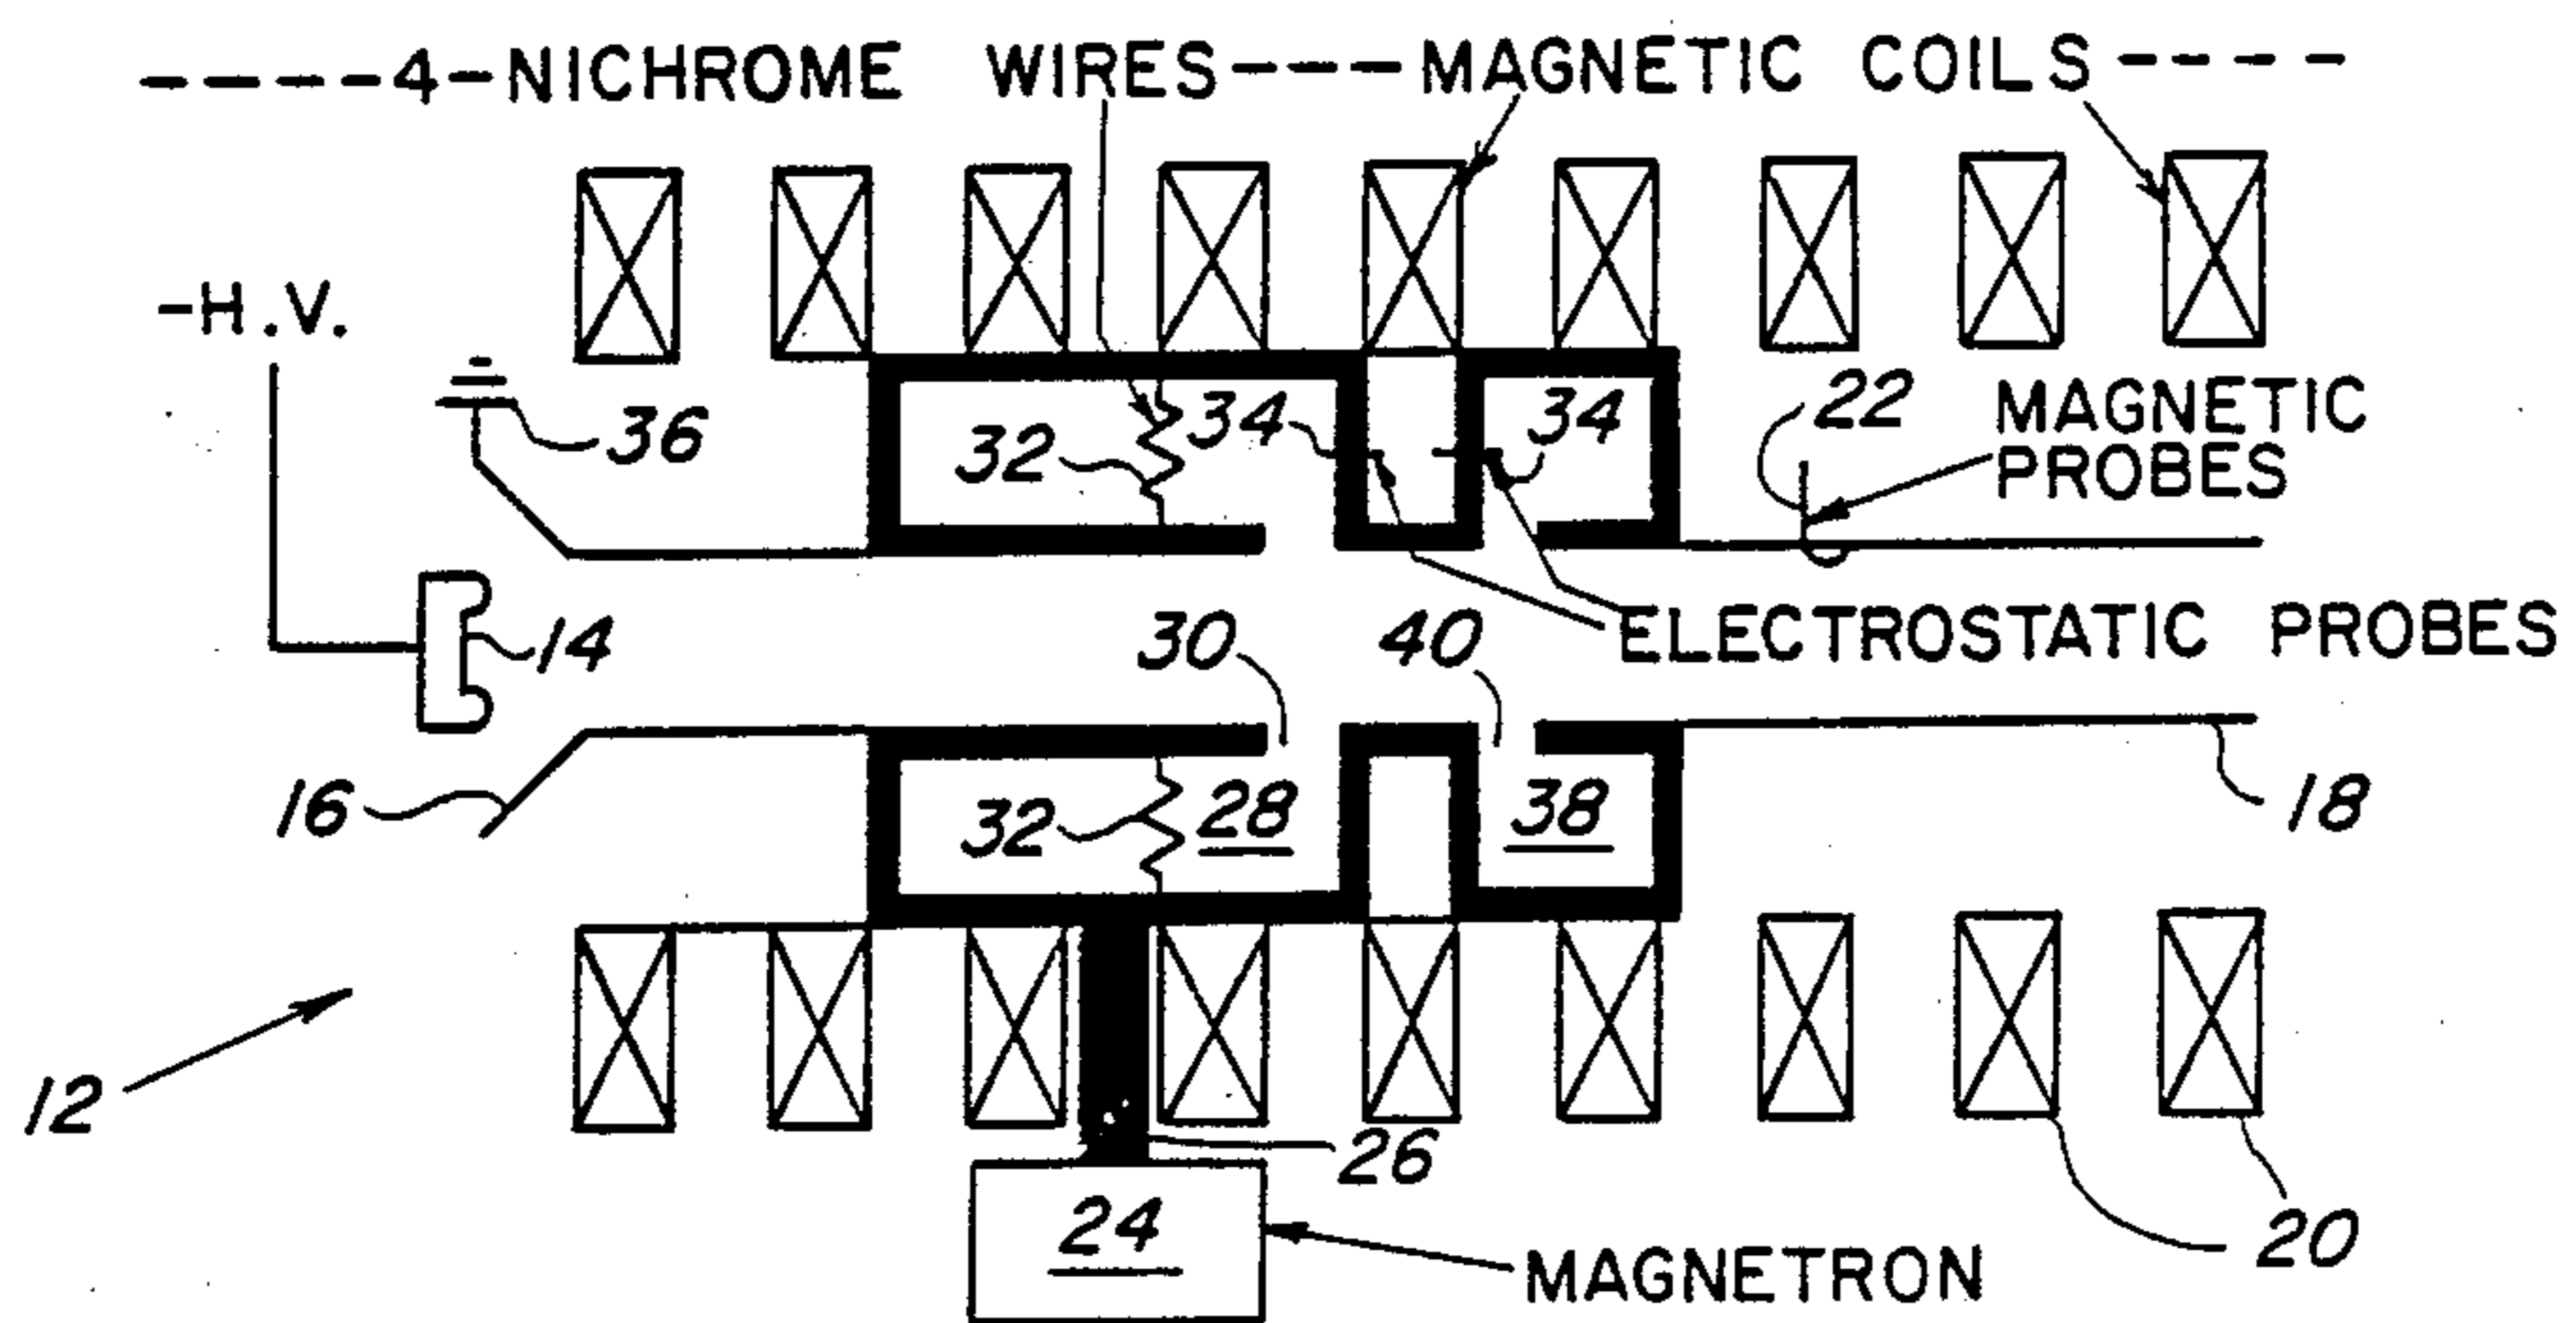 ----4-NICHROME WIRES---MAGNETIC COILS----
-H.V.
36
32
34
34
22
MAGNETIC
PROBES
14
30
40
ELECTROSTATIC PROBES
16
32
28
38
18
12
26
24
20
MAGNETRON